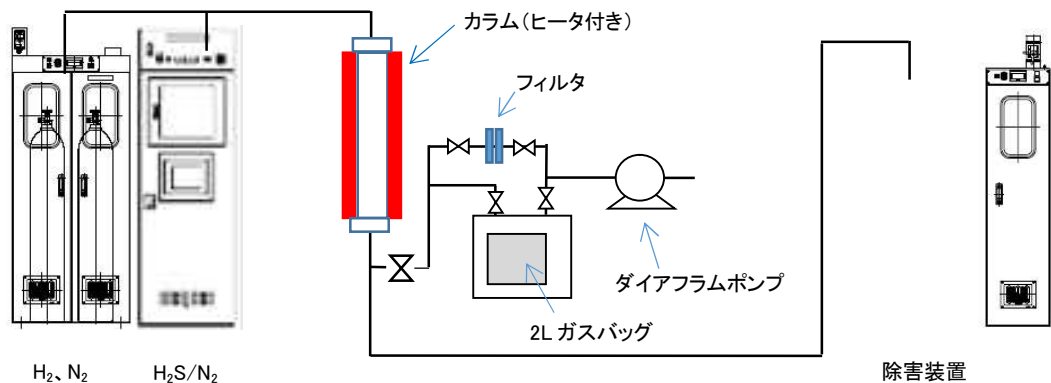 カラム（ヒータ付き）
フィルタ
ダイアフラムポンプ
2L ガスバッグ
H₂、N₂
H₂S/N₂
除害装置